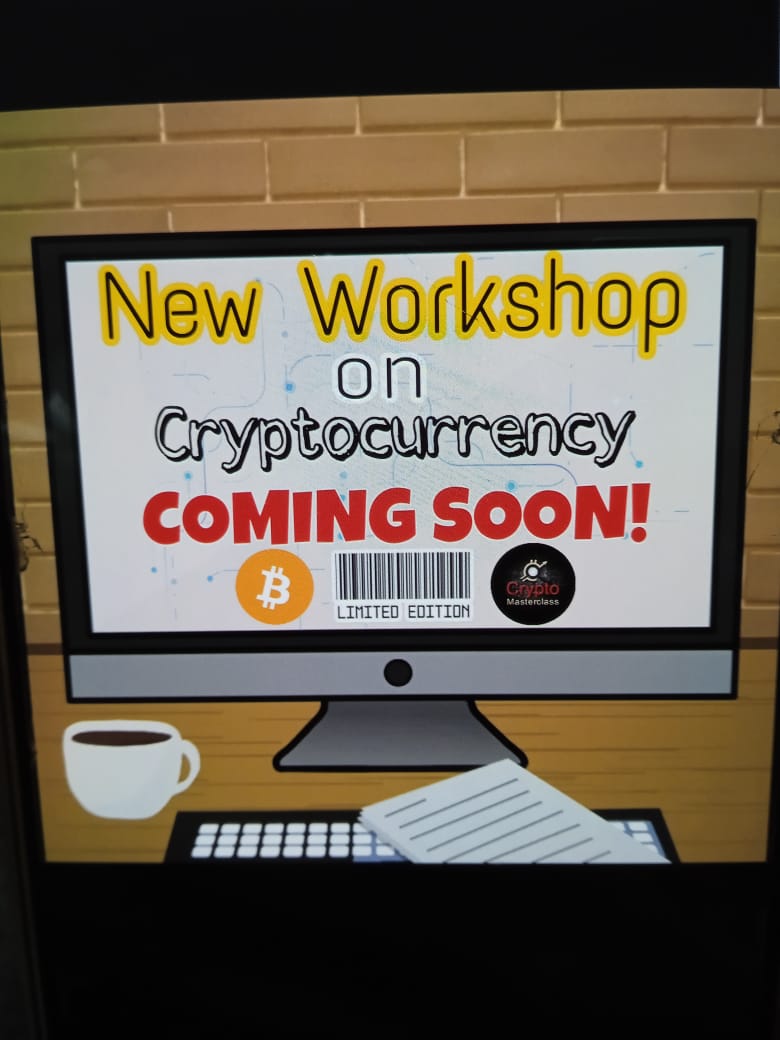 New Workshop
on
Cryptocurrency
COMING SOON!
LIMITED EDITION
Crypto
Masterclass